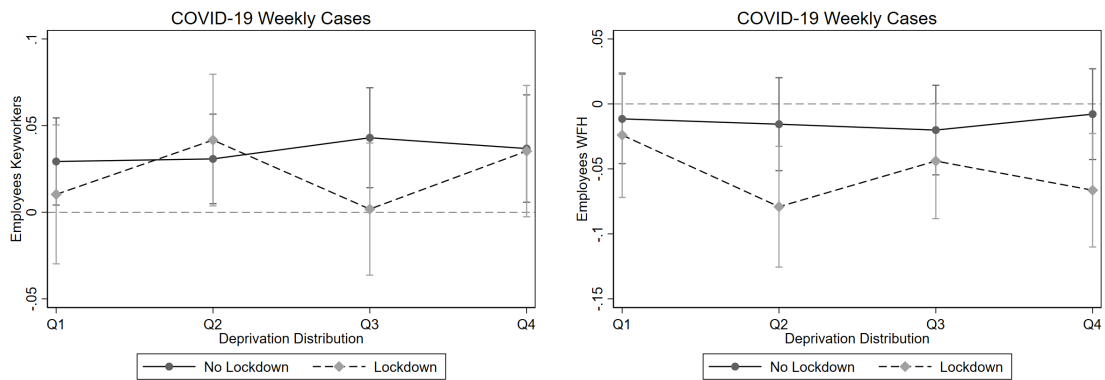 COVID-19 Weekly Cases
Employees Keyworkers
.1
.05
0
-.05
Q1 Q2 Q3 Q4
Deprivation Distribution
No Lockdown Lockdown
COVID-19 Weekly Cases
Employees WFH
.05
0
-.05
-.1
-.15
Q1 Q2 Q3 Q4
Deprivation Distribution
No Lockdown Lockdown